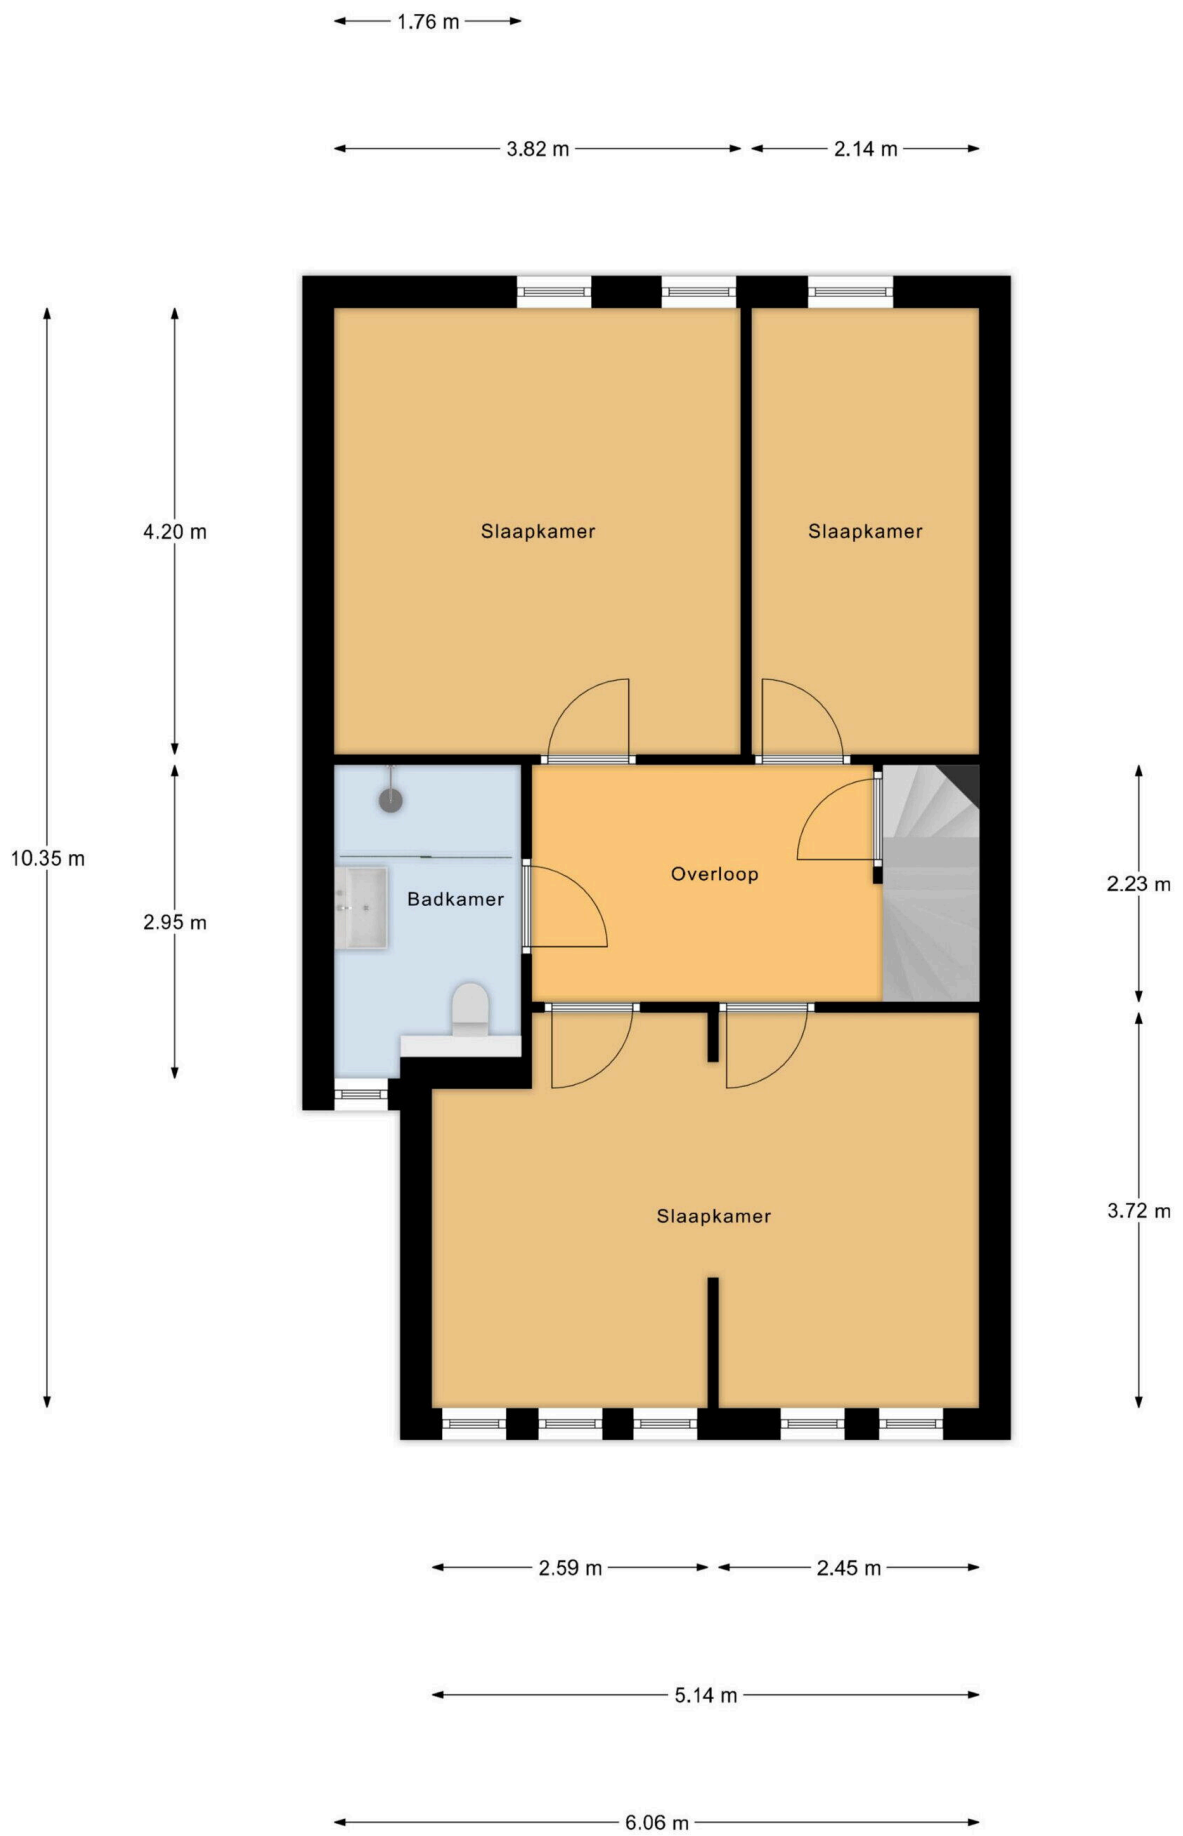 1.76 m
3.82 m
2.14 m
Slaapkamer
Slaapkamer
4.20 m
10.35 m
Overloop
Badkamer
2.23 m
2.95 m
Slaapkamer
3.72 m
2.59 m
2.45 m
5.14 m
6.06 m